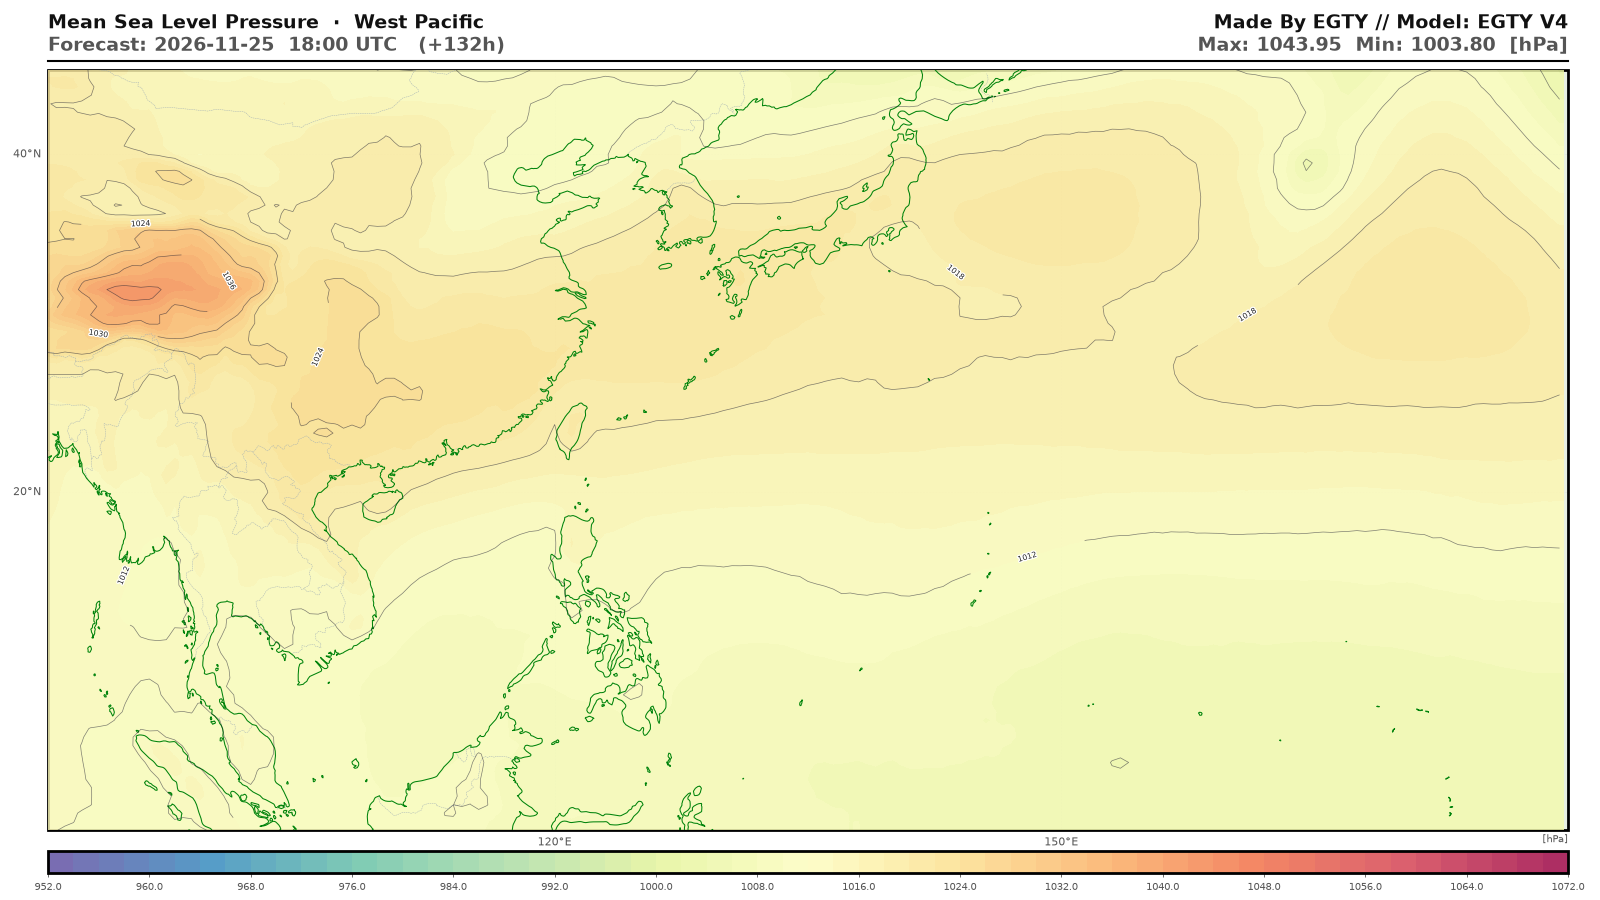 Mean Sea Level Pressure · West Pacific
Made By EGTY // Model: EGTY V4
Forecast: 2026-11-25 18:00 UTC (+132h)
Max: 1043.95 Min: 1003.80 [hPa]
40°N
1024
1036
1018
1018
1030
1024
20°N
1012
1012
120°E
150°E
[hPa]
952.0 960.0 968.0 976.0 984.0 992.0 1000.0 1008.0 1016.0 1024.0 1032.0 1040.0 1048.0 1056.0 1064.0 1072.0